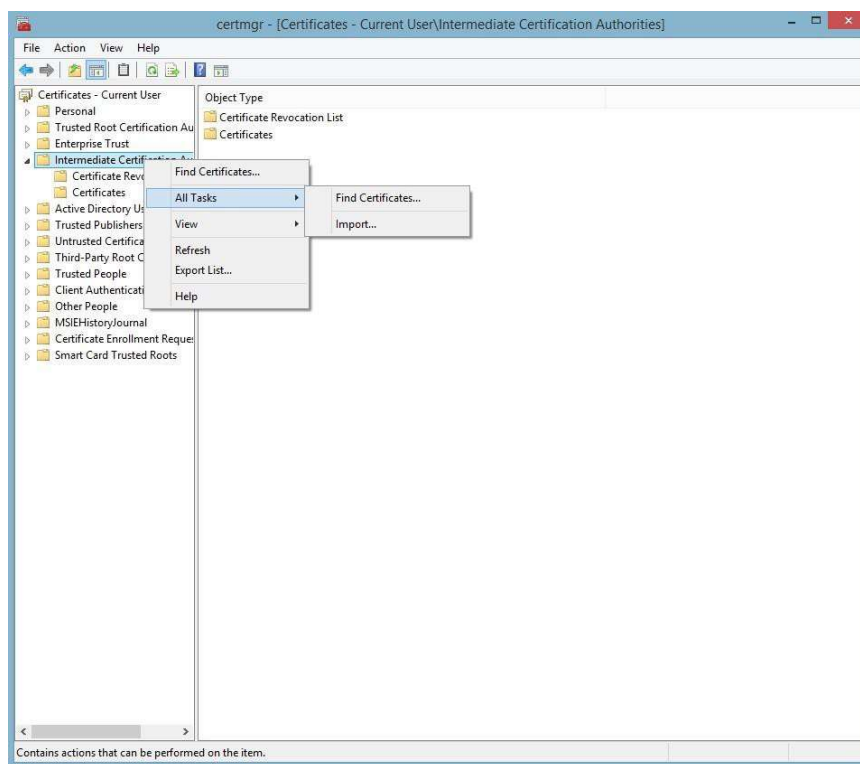 certmgr - [Certificates - Current User\Intermediate Certification Authorities]
File Action View Help
Certificates - Current User
Personal
Trusted Root Certification Au
Enterprise Trust
Intermediate Certification Au
Certificate Revo
Certificates
Active Directory Us
Trusted Publishers
Untrusted Certifica
Third-Party Root C
Trusted People
Client Authenticati
Other People
MSIEHistoryJournal
Certificate Enrollment Reques
Smart Card Trusted Roots
Object Type
Certificate Revocation List
Certificates
Find Certificates...
All Tasks
View
Refresh
Export List...
Help
Find Certificates...
Import...
Contains actions that can be performed on the item.